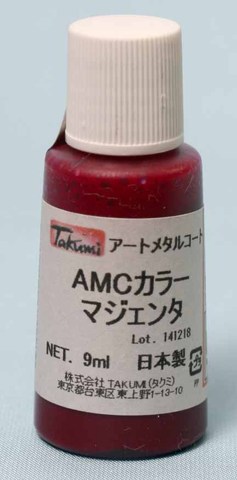 Takumi アートメタルコート
AMCカラー
マジェンタ
Lot. 141218
NET. 9ml 日本製
株式会社 TAKUMI(タクミ)
東京都台東区東上野1-13-10